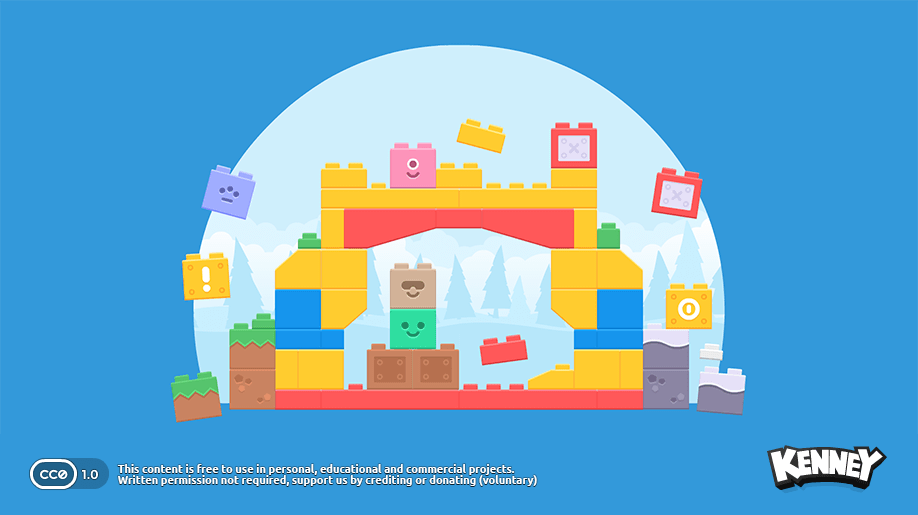 CC0 1.0
This content is free to use in personal, educational and commercial projects.
Written permission not required, support us by crediting or donating (voluntary)
KENNEY